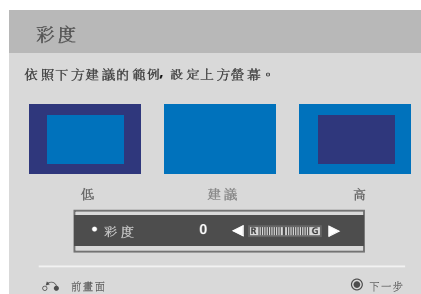 彩度
依照下方建議的範例, 設定上方螢幕。
低 建議 高
• 彩度 0 ◀ R G ▶
前畫面 下一步